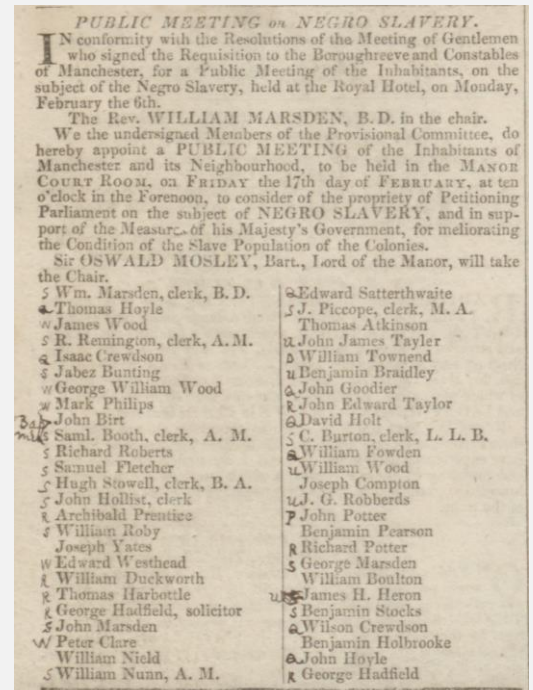 PUBLIC MEETING on NEGRO SLAVERY.
IN conformity with the Resolutions of the Meeting of Gentlemen
who signed the Requisition to the Boroughreeve and Constables
of Manchester, for a Public Meeting of the Inhabitants, on the
subject of the Negro Slavery, held at the Royal Hotel, on Monday,
February the 6th.
The Rev. WILLIAM MARSDEN, B. D. in the chair.
We the undersigned Members of the Provisional Committee, do
hereby appoint a PUBLIC MEETING of the Inhabitants of
Manchester and its Neighbourhood, to be held in the MANOR
COURT ROOM, on FRIDAY the 17th day of FEBRUARY, at ten
o'clock in the Forenoon, to consider of the propriety of Petitioning
Parliament on the subject of NEGRO SLAVERY, and in sup-
port of the Measures of his Majesty's Government, for meliorating
the Condition of the Slave Population of the Colonies.
Sir OSWALD MOSLEY, Bart., Lord of the Manor, will take
the Chair.
S Wm. Marsden, clerk, B. D.
Q Thomas Hoyle
W James Wood
S R. Remington, clerk, A. M.
Q Isaac Crewdson
S Jabez Bunting
W George William Wood
W Mark Philips
John Birt
Saml. Booth, clerk, A. M.
S Richard Roberts
S Samuel Fletcher
S Hugh Stowell, clerk, B. A.
S John Hollist, clerk
R Archibald Prentice
S William Roby
Joseph Yates
W Edward Westhead
R William Duckworth
R Thomas Harbottle
R George Hadfield, solicitor
S John Marsden
W Peter Clare
William Nield
S William Nunn, A. M.
Q Edward Satterthwaite
S J. Piccope, clerk, M. A.
Thomas Atkinson
u John James Tayler
William Townend
u Benjamin Braidley
Q John Goodier
R John Edward Taylor
Q David Holt
S C. Burton, clerk, L. L. B.
Q William Fowden
u William Wood
Joseph Compton
u J. G. Robberds
P John Potter
Benjamin Pearson
R Richard Potter
S George Marsden
William Boulton
James H. Heron
S Benjamin Stocks
Q Wilson Crewdson
Benjamin Holbrooke
Q John Hoyle
R George Hadfield